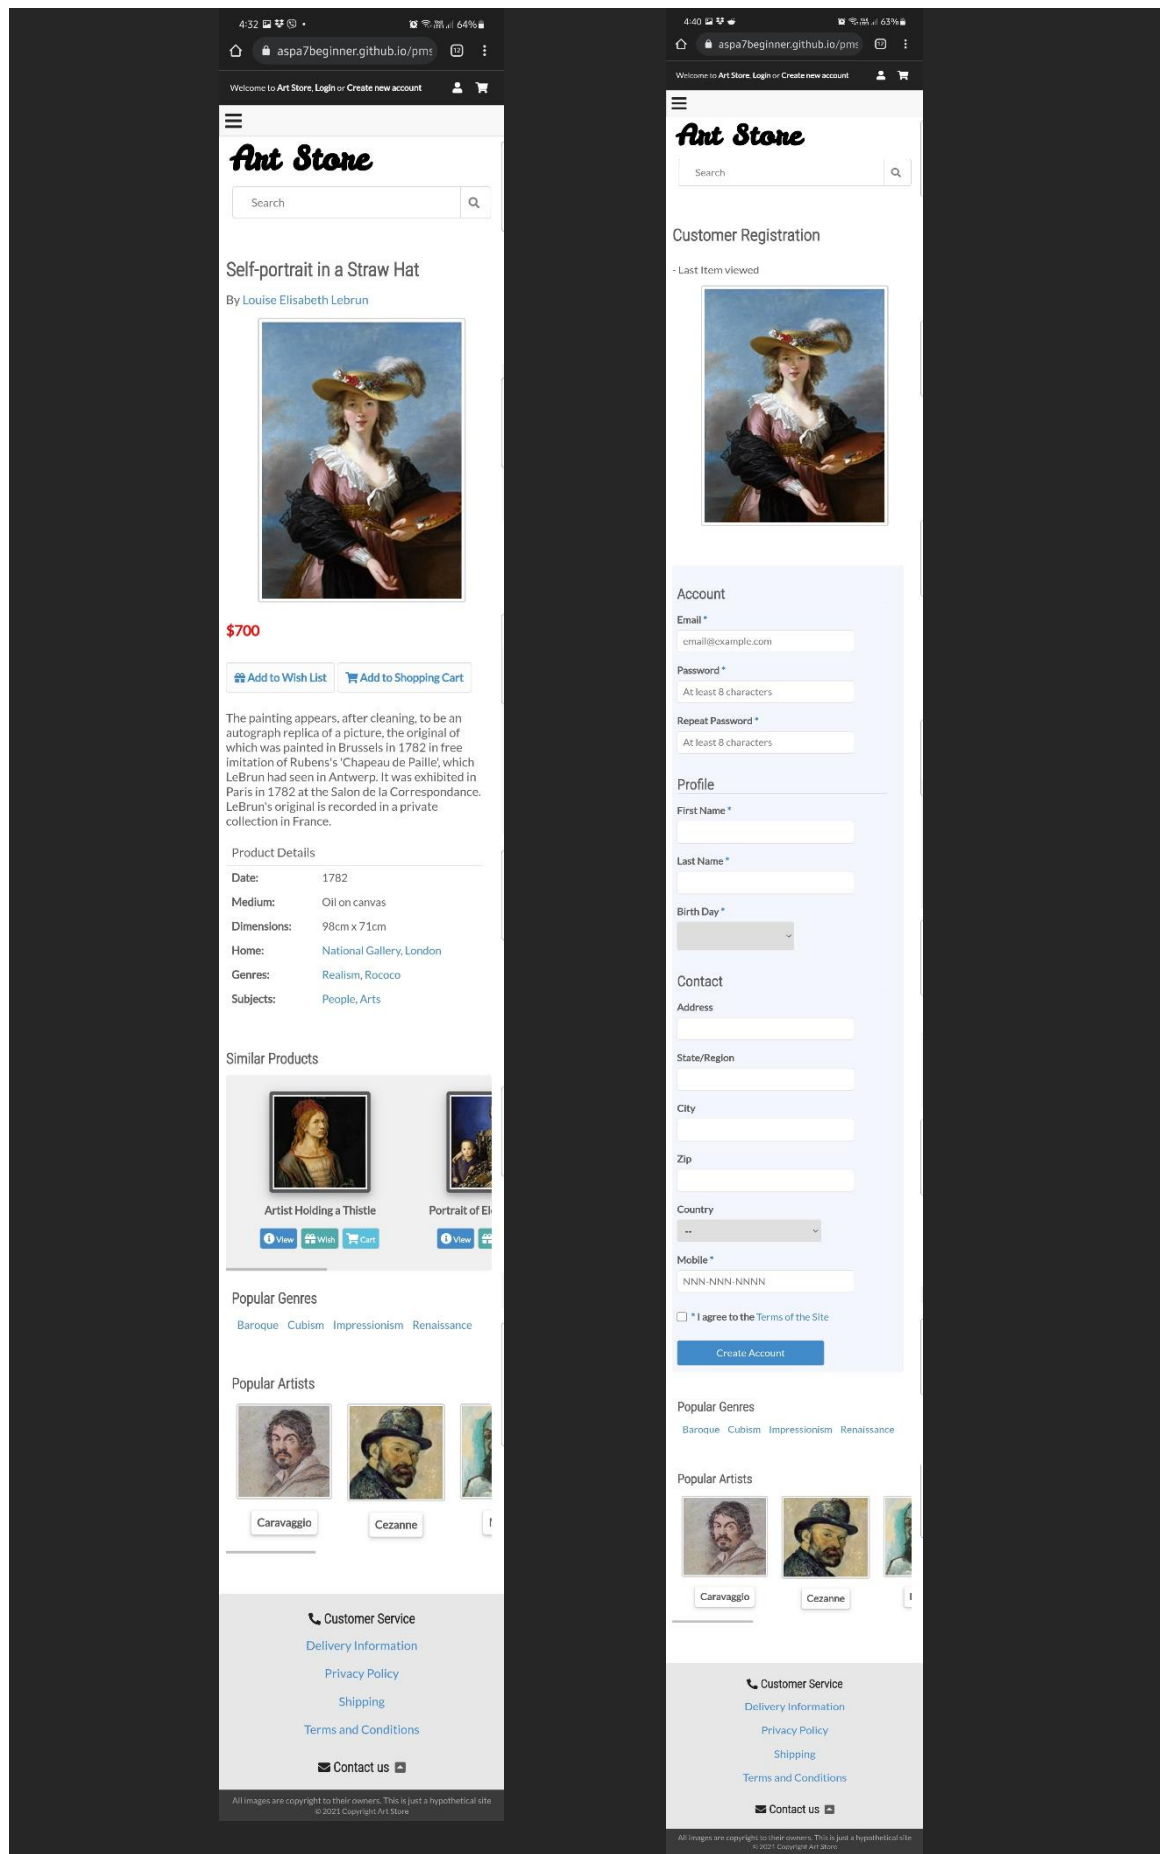 4:32
64%
aspa7beginner.github.io/pms
12
Welcome to Art Store, Login or Create new account
Art Store
Search
Self-portrait in a Straw Hat
By Louise Elisabeth Lebrun
$700
Add to Wish List
Add to Shopping Cart
The painting appears, after cleaning, to be an
autograph replica of a picture, the original of
which was painted in Brussels in 1782 in free
imitation of Rubens's 'Chapeau de Paille', which
LeBrun had seen in Antwerp. It was exhibited in
Paris in 1782 at the Salon de la Correspondance.
LeBrun's original is recorded in a private
collection in France.
Product Details
Date: 1782
Medium: Oil on canvas
Dimensions: 98cm x 71cm
Home: National Gallery, London
Genres: Realism, Rococo
Subjects: People, Arts
Similar Products
Artist Holding a Thistle
Portrait of El
View Wish Cart
View
Popular Genres
Baroque Cubism Impressionism Renaissance
Popular Artists
Caravaggio
Cezanne
Customer Service
Delivery Information
Privacy Policy
Shipping
Terms and Conditions
Contact us
All images are copyright to their owners. This is just a hypothetical site
© 2021 Copyright Art Store
4:40
63%
aspa7beginner.github.io/pms
12
Welcome to Art Store, Login or Create new account
Art Store
Search
Customer Registration
- Last Item viewed
Account
Email *
email@example.com
Password *
At least 8 characters
Repeat Password *
At least 8 characters
Profile
First Name *
Last Name *
Birth Day *
Contact
Address
State/Region
City
Zip
Country
--
Mobile *
NNN-NNN-NNNN
* I agree to the Terms of the Site
Create Account
Popular Genres
Baroque Cubism Impressionism Renaissance
Popular Artists
Caravaggio
Cezanne
Customer Service
Delivery Information
Privacy Policy
Shipping
Terms and Conditions
Contact us
All images are copyright to their owners. This is just a hypothetical site
© 2021 Copyright Art Store